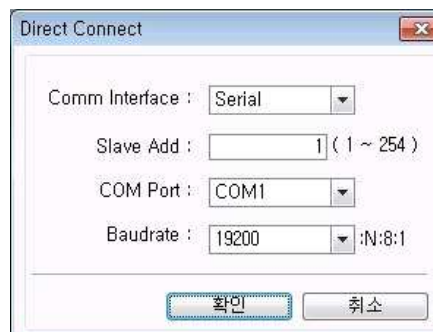 Direct Connect
Comm Interface : Serial
Slave Add : 1 ( 1 ~ 254 )
COM Port : COM1
Baudrate : 19200 :N:8:1
확인 취소